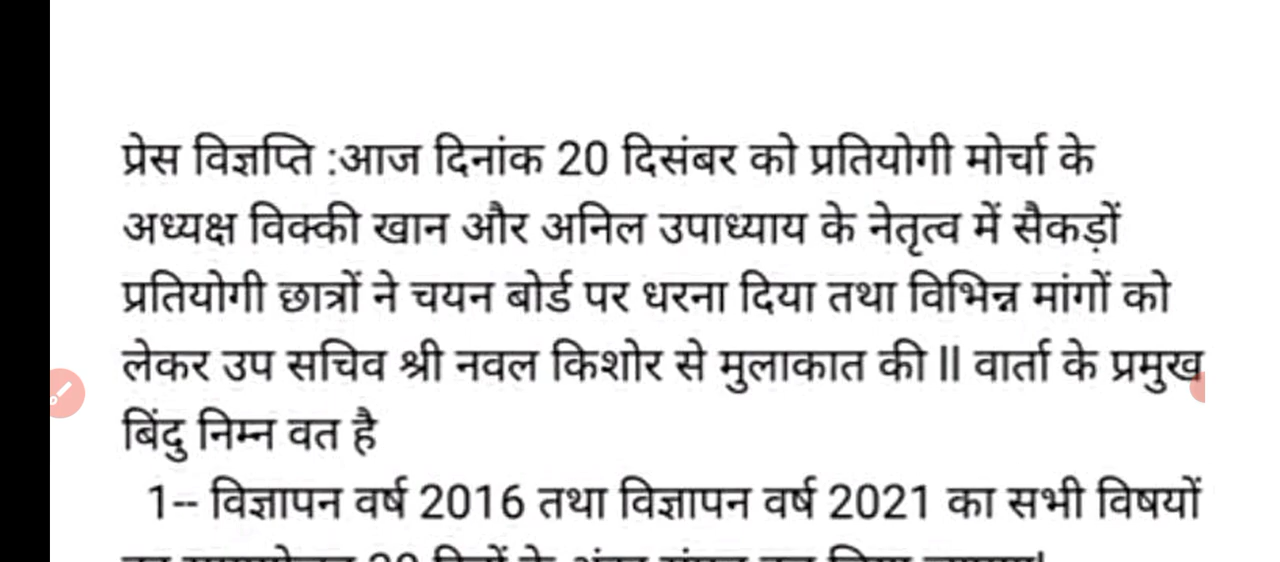 प्रेस विज्ञप्ति :आज दिनांक 20 दिसंबर को प्रतियोगी मोर्चा के
अध्यक्ष विक्की खान और अनिल उपाध्याय के नेतृत्व में सैकड़ों
प्रतियोगी छात्रों ने चयन बोर्ड पर धरना दिया तथा विभिन्न मांगों को
लेकर उप सचिव श्री नवल किशोर से मुलाकात की ll वार्ता के प्रमुख
बिंदु निम्न वत है
1-- विज्ञापन वर्ष 2016 तथा विज्ञापन वर्ष 2021 का सभी विषयों